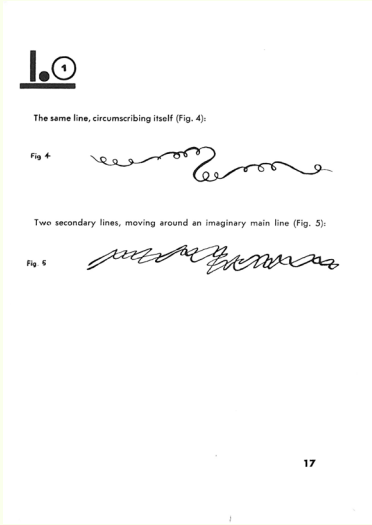 I.1
The same line, circumscribing itself (Fig. 4):
Fig 4
Two secondary lines, moving around an imaginary main line (Fig. 5):
Fig. 5
17